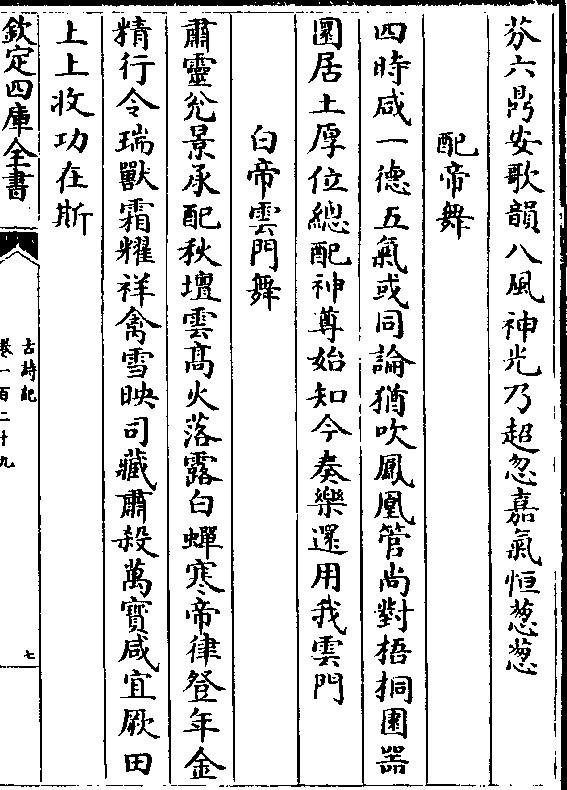 芬六鼎安歌韻八風神光乃超忽嘉氣恒葱葱
配帝舞
四時咸一德五氣或同論猶吹鳳凰管尚對梧桐園器
圜居土厚位總配神尊始知今奏樂還用我雲門
白帝雲門舞
肅靈兊景承配秋壇雲髙火落露白蟬寒帝律登年金
精行令瑞獸霜耀祥禽雪映司藏肅殺萬寳咸宜厥田
上上收功在斯
欽定四庫全書
古詩紀
卷一百二十九
七